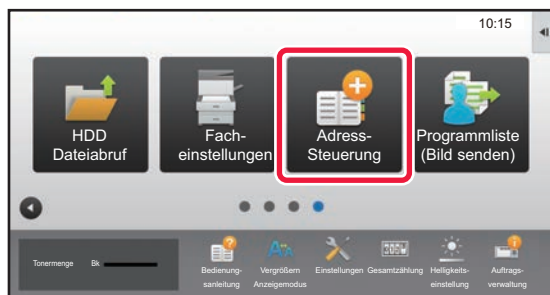 10:15
HDD
Dateiabruf
Fach-
einstellungen
Adress-
Steuerung
Programmliste
(Bild senden)
Tonermenge Bk
Bedienung-
sanleitung
Vergrößern
Anzeigemodus
Einstellungen
Gesamtzählung
Helligkeits-
einstellung
Auftrags-
verwaltung